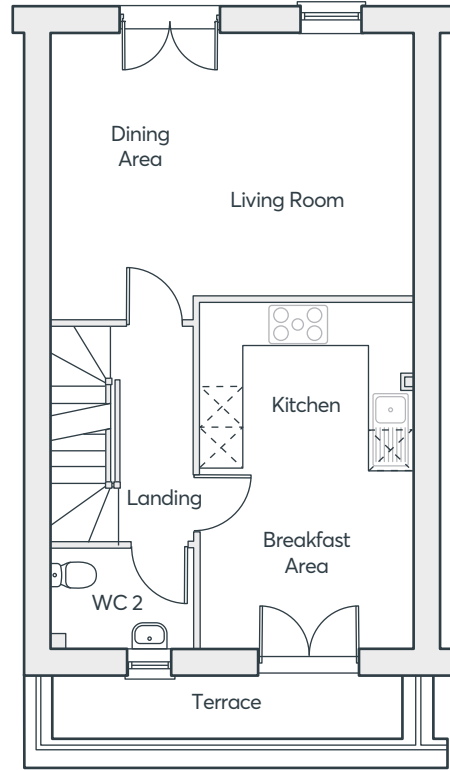 Dining
Area
Living Room
Kitchen
Landing
Breakfast
Area
WC 2
Terrace